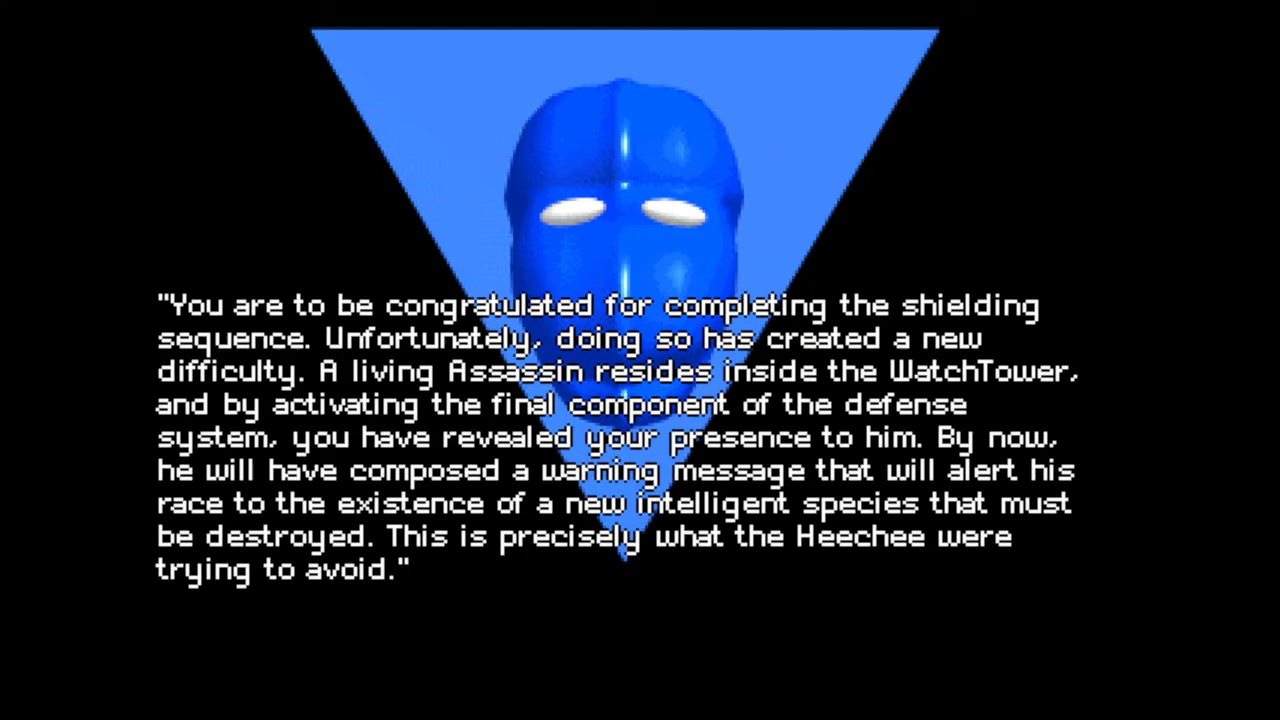 "You are to be congratulated for completing the shielding
sequence. Unfortunately, doing so has created a new
difficulty. A living Assassin resides inside the WatchTower,
and by activating the final component of the defense
system, you have revealed your presence to him. By now,
he will have composed a warning message that will alert his
race to the existence of a new intelligent species that must
be destroyed. This is precisely what the Heechee were
trying to avoid."